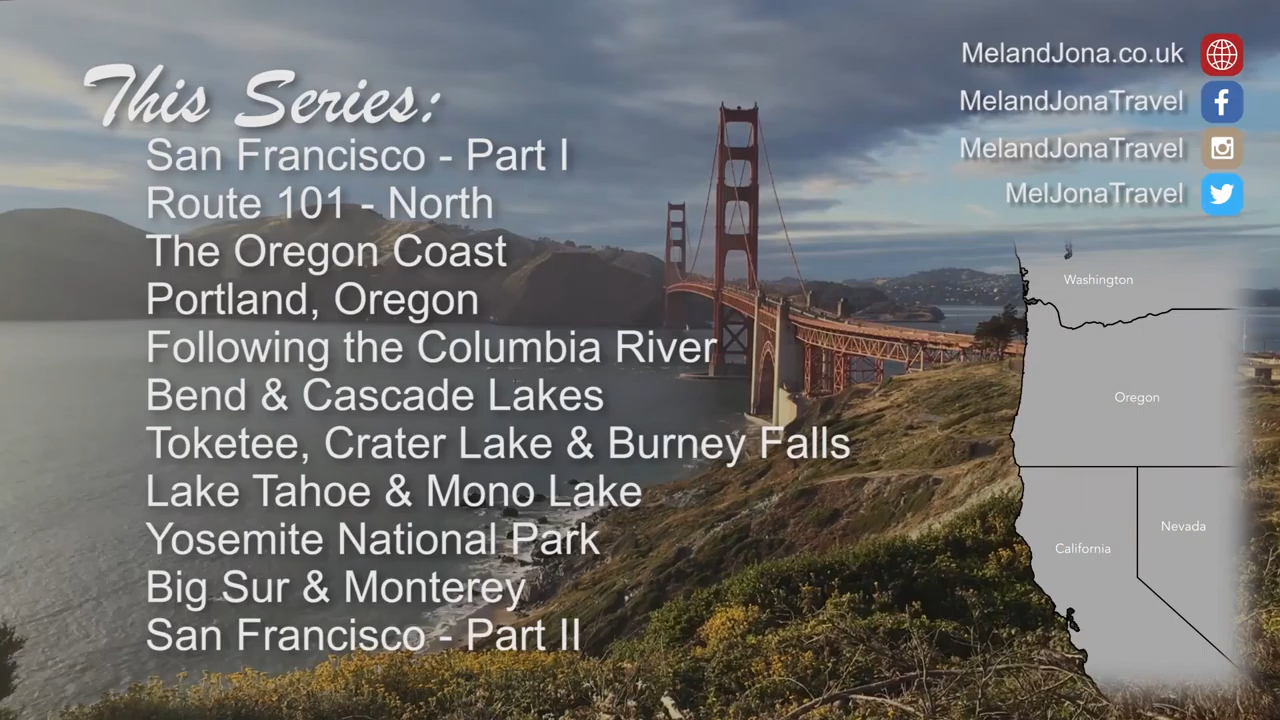 This Series:
San Francisco - Part I
Route 101 - North
The Oregon Coast
Portland, Oregon
Following the Columbia River
Bend & Cascade Lakes
Toketee, Crater Lake & Burney Falls
Lake Tahoe & Mono Lake
Yosemite National Park
Big Sur & Monterey
San Francisco - Part II
MelandJona.co.uk
MelandJonaTravel
MelandJonaTravel
MelJonaTravel
Washington
Oregon
Nevada
California